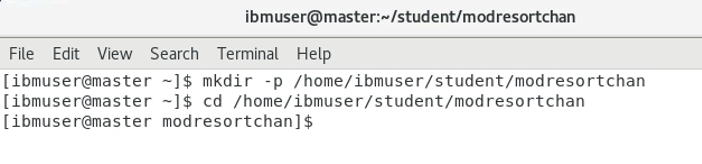 ibmuser@master:~/student/modresortchan
File Edit View Search Terminal Help
[ibmuser@master ~]$ mkdir -p /home/ibmuser/student/modresortchan
[ibmuser@master ~]$ cd /home/ibmuser/student/modresortchan
[ibmuser@master modresortchan]$